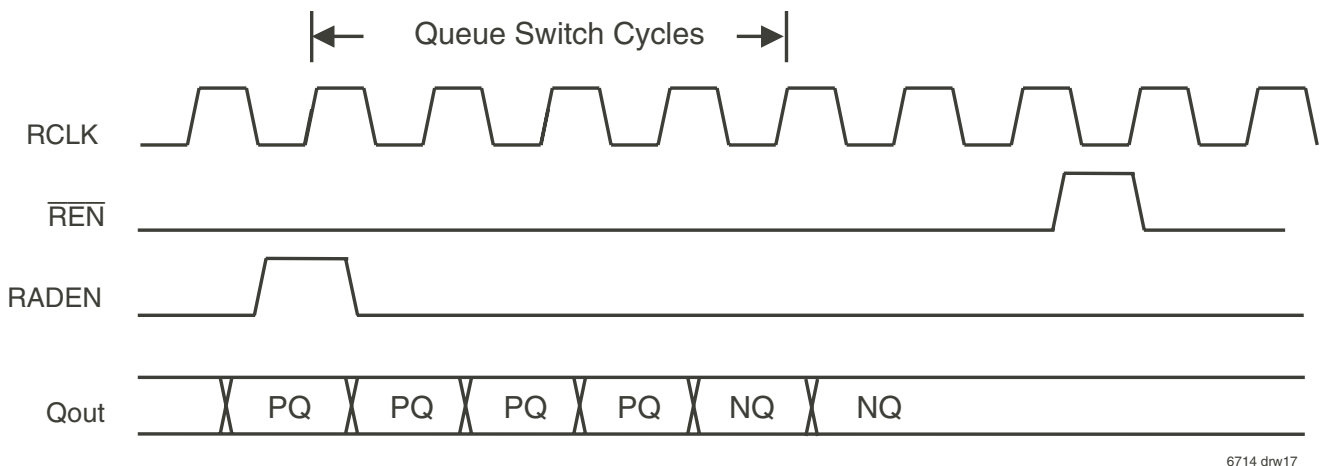 Queue Switch Cycles
RCLK
REN
RADEN
Qout PQ PQ PQ PQ NQ NQ
6714 drw17